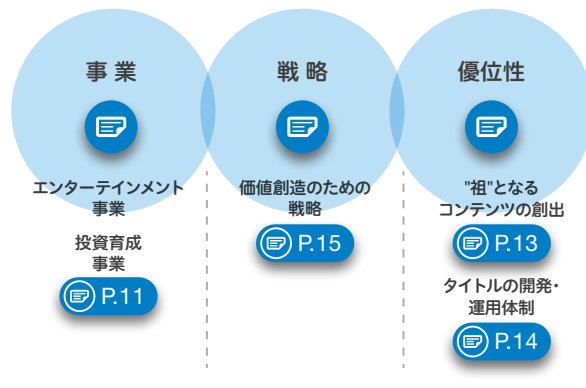 事業
エンターテインメント
事業
投資育成
事業
P.11
戦略
価値創造のための
戦略
P.15
優位性
"祖"となる
コンテンツの創出
P.13
タイトルの開発・
運用体制
P.14